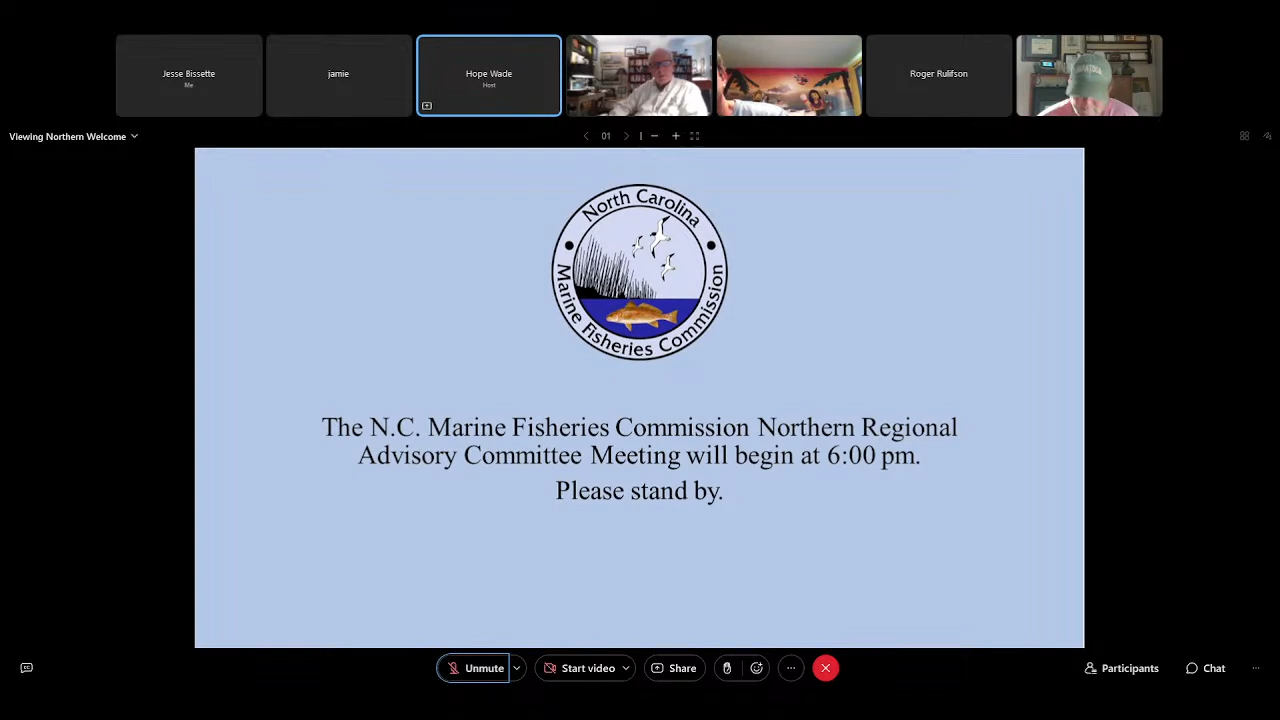 Jesse Bissette
Me
jamie
Hope Wade
Host
Roger Rulifson
Viewing Northern Welcome
01
North Carolina
Marine Fisheries Commission
The N.C. Marine Fisheries Commission Northern Regional
Advisory Committee Meeting will begin at 6:00 pm.
Please stand by.
Unmute
Start video
Share
Participants
Chat